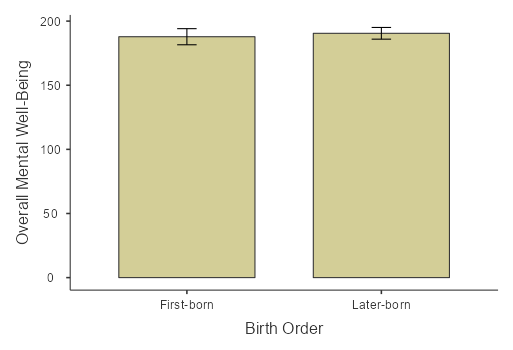 Overall Mental Well-Being
200
150
100
50
0
First-born
Later-born
Birth Order